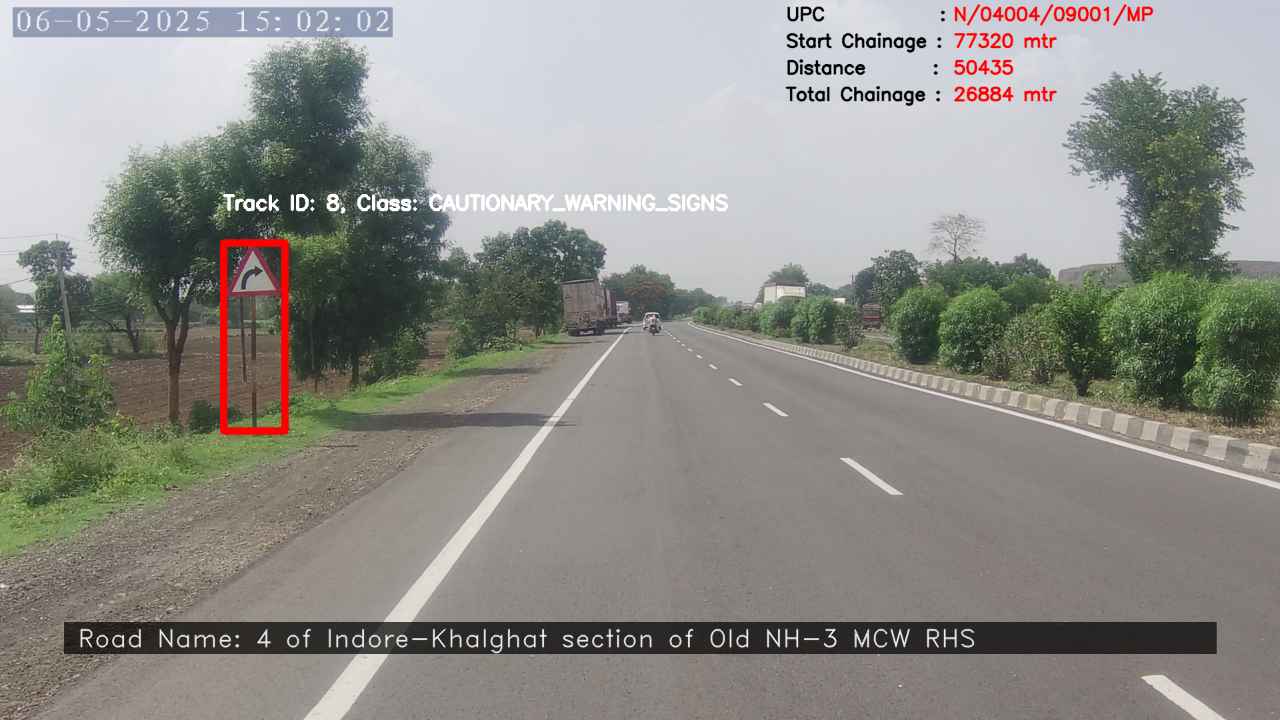 06-05-2025 15:02:02
UPC : N/04004/09001/MP
Start Chainage : 77320 mtr
Distance : 50435
Total Chainage : 26884 mtr
Track ID: 8, Class: CAUTIONARY_WARNING_SIGNS
Road Name: 4 of Indore-Khalghat section of Old NH-3 MCW RHS